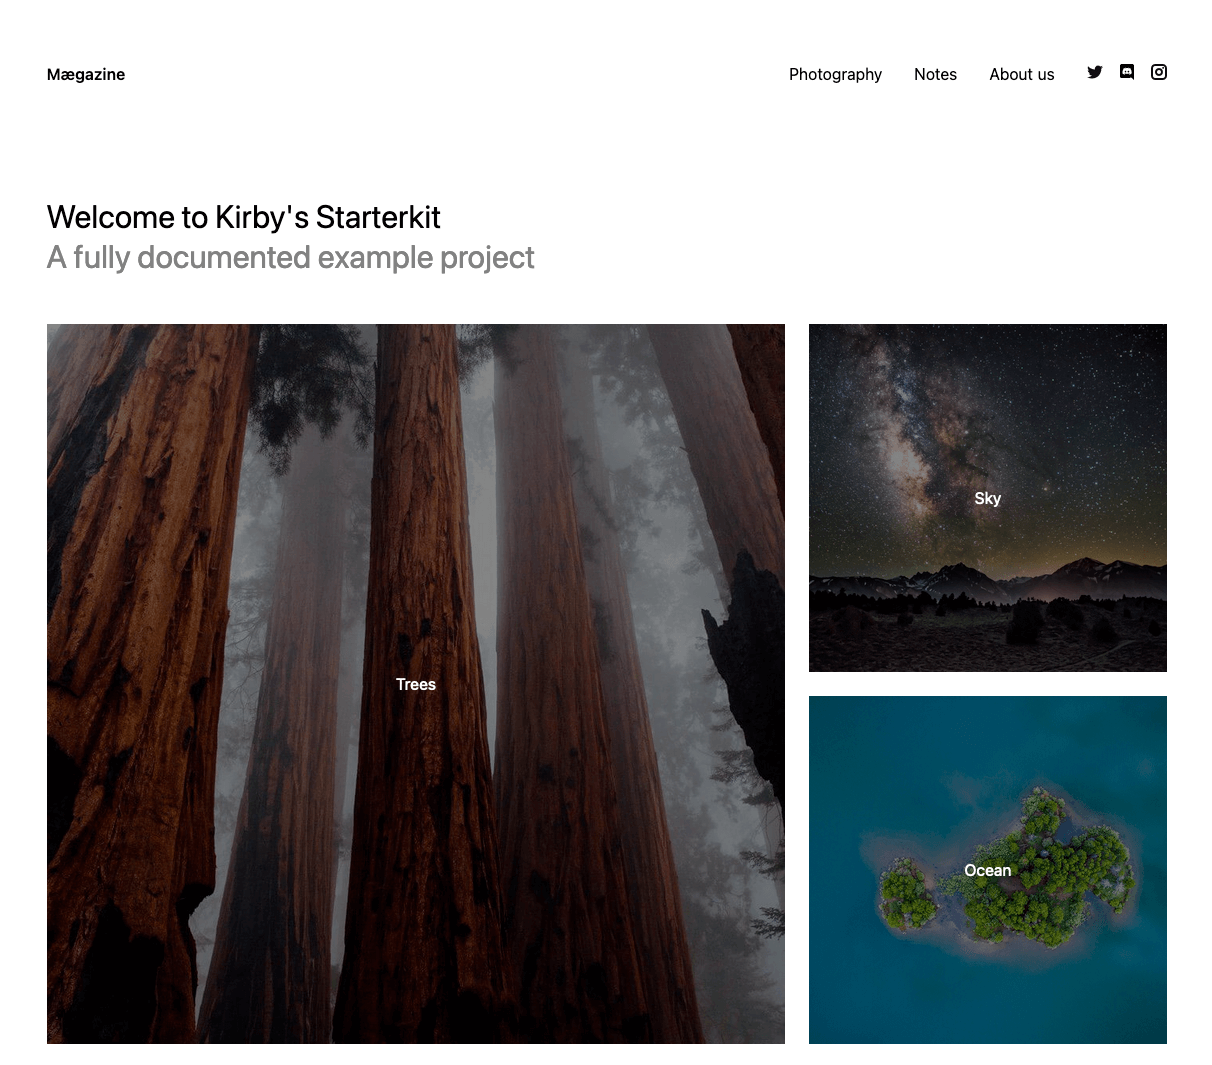 Mægazine
Photography Notes About us
Welcome to Kirby's Starterkit
A fully documented example project
Trees
Sky
Ocean